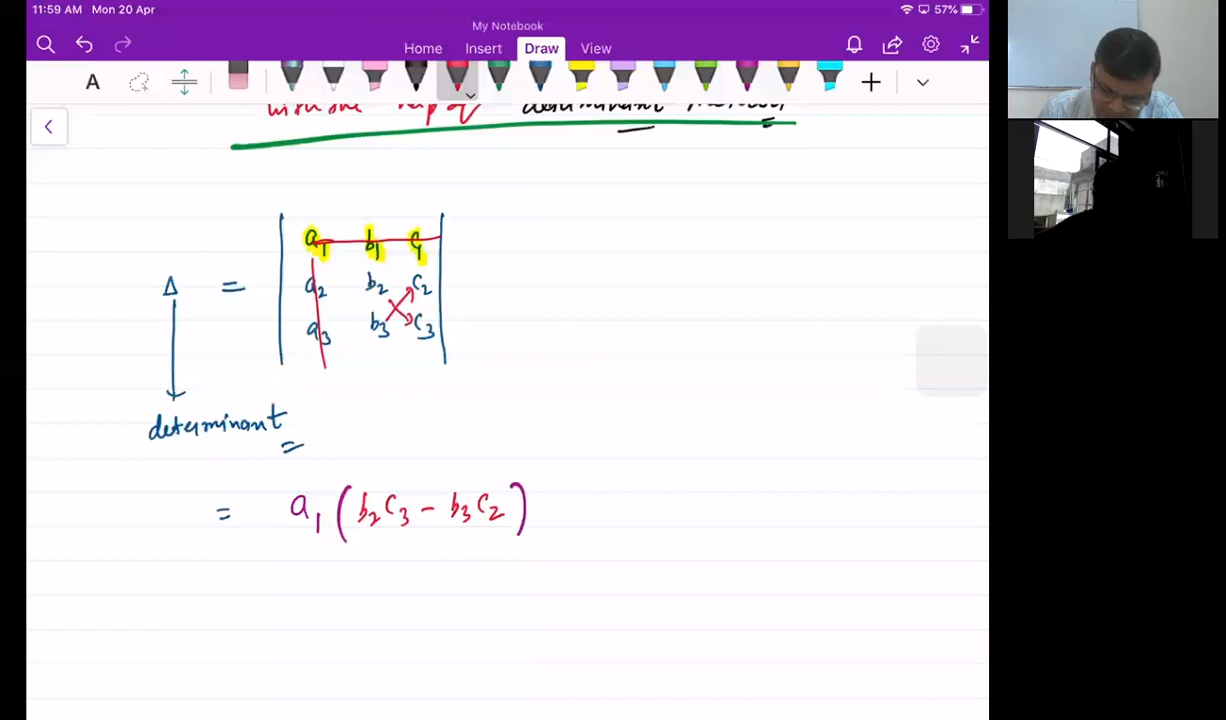 11:59 AM Mon 20 Apr
57%
My Notebook
Home Insert Draw View
A
determinant
Δ = | a₁ b₁ c₁ |
a₂ b₂ c₂
a₃ b₃ c₃
determinant
= a₁ (b₂c₃ − b₃c₂)